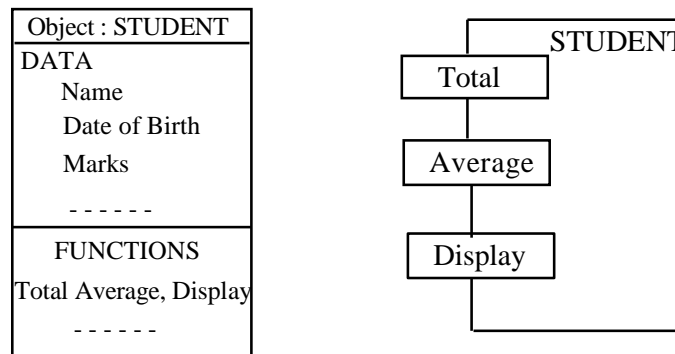 Object : STUDENT
DATA
Name
Date of Birth
Marks
- - - - - -
FUNCTIONS
Total Average, Display
- - - - - -
STUDENT
Total
Average
Display